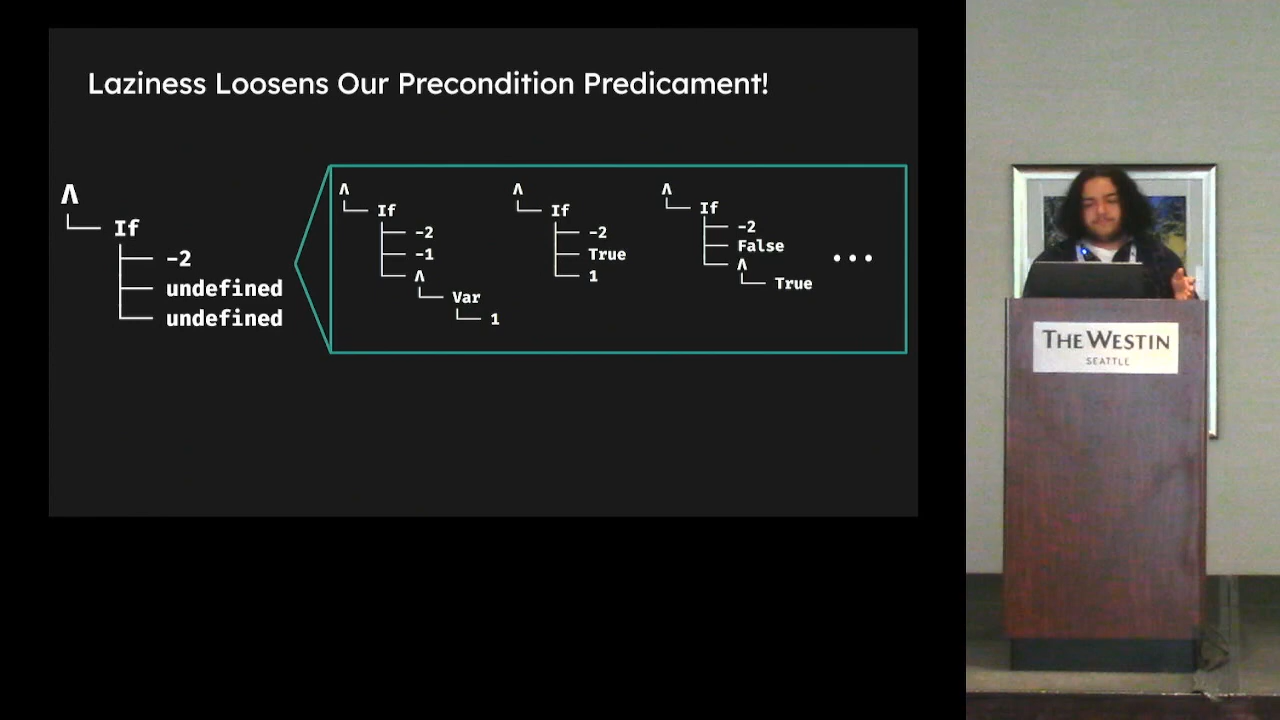 Laziness Loosens Our Precondition Predicament!
Λ
If
-2
undefined
undefined
Λ
If
-2
-1
Λ
Var
1
Λ
If
-2
True
1
Λ
If
-2
False
Λ
True
...
THE WESTIN
SEATTLE